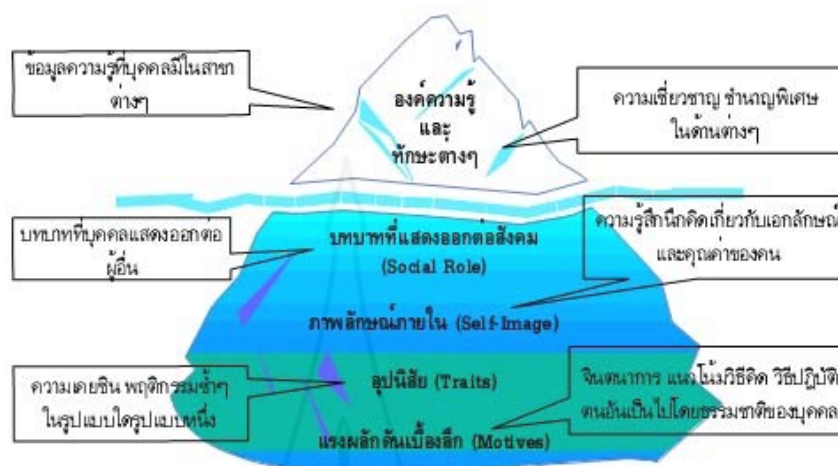 ข้อมูลความรู้ที่บุคคลมีในสาขา
ต่างๆ
องค์ความรู้
และ
ทักษะต่างๆ
ความเชี่ยวชาญ ชำนาญพิเศษ
ในด้านต่างๆ
บทบาทที่บุคคลแสดงออกต่อ
ผู้อื่น
บทบาทที่แสดงออกต่อสังคม
(Social Role)
ความรู้สึกนึกคิดเกี่ยวกับเอกลักษณ์
และคุณค่าของคน
ภาพลักษณ์ภายใน (Self-Image)
ความเคยชิน พฤติกรรมซ้ำๆ
ในรูปแบบใดรูปแบบหนึ่ง
อุปนิสัย (Traits)
จินตนาการ แนวโน้มวิธีคิด วิธีปฏิบัติ
ตนอันเป็นไปโดยธรรมชาติของบุคคล
แรงผลักดันเบื้องลึก (Motives)